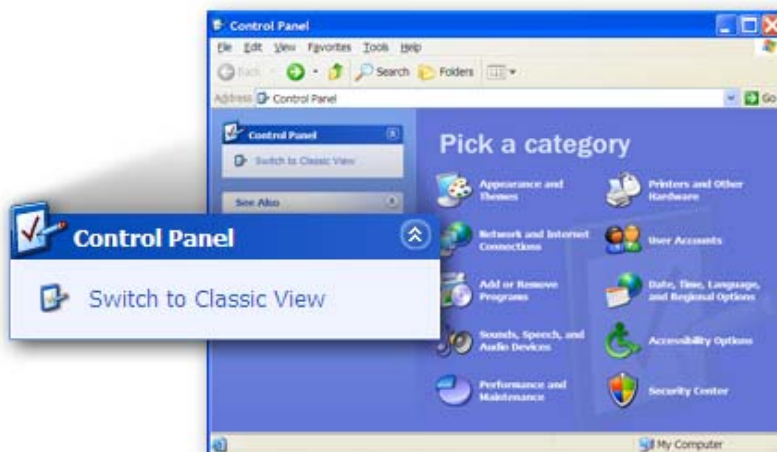 Control Panel
File Edit View Favorites Tools Help
Back Search Folders
Address Control Panel Go
Control Panel
Switch to Classic View
See Also
Control Panel
Switch to Classic View
Pick a category
Appearance and
Themes
Printers and Other
Hardware
Network and Internet
Connections
User Accounts
Add or Remove
Programs
Date, Time, Language,
and Regional Options
Sounds, Speech, and
Audio Devices
Accessibility Options
Performance and
Maintenance
Security Center
My Computer